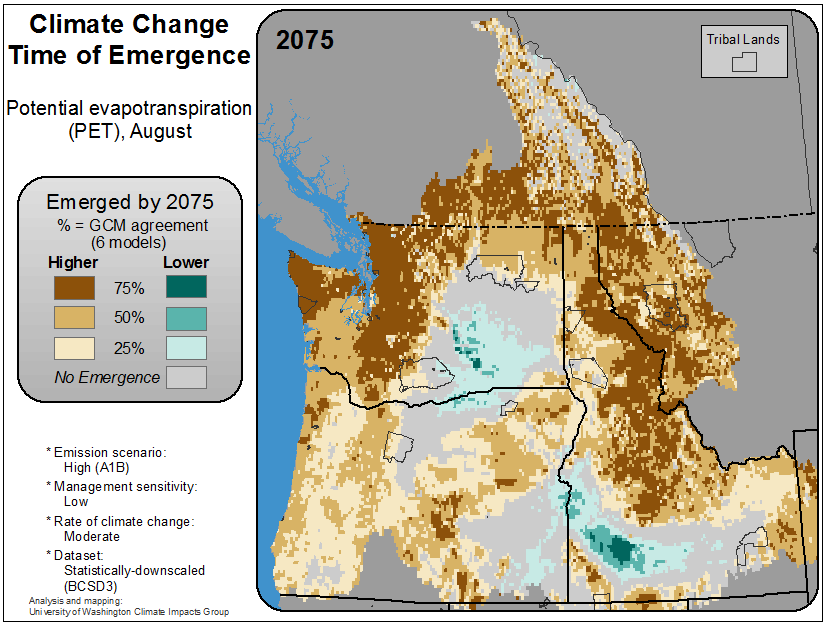 Climate Change
Time of Emergence
Potential evapotranspiration
(PET), August
Emerged by 2075
% = GCM agreement
(6 models)
Higher Lower
75%
50%
25%
No Emergence
* Emission scenario:
High (A1B)
* Management sensitivity:
Low
* Rate of climate change:
Moderate
* Dataset:
Statistically-downscaled
(BCSD3)
Analysis and mapping:
University of Washington Climate Impacts Group
2075
Tribal Lands